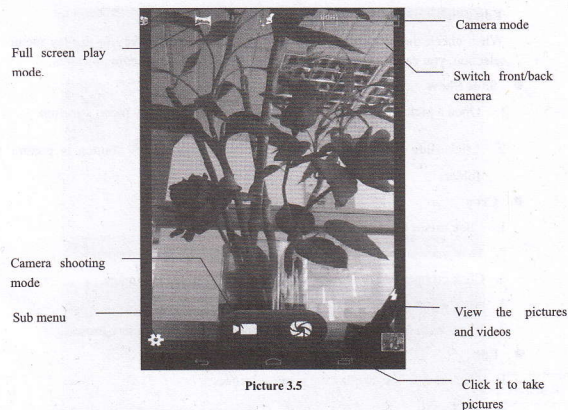 Camera mode
Full screen play
mode.
Switch front/back
camera
Camera shooting
mode
Sub menu
View the pictures
and videos
Picture 3.5
Click it to take
pictures